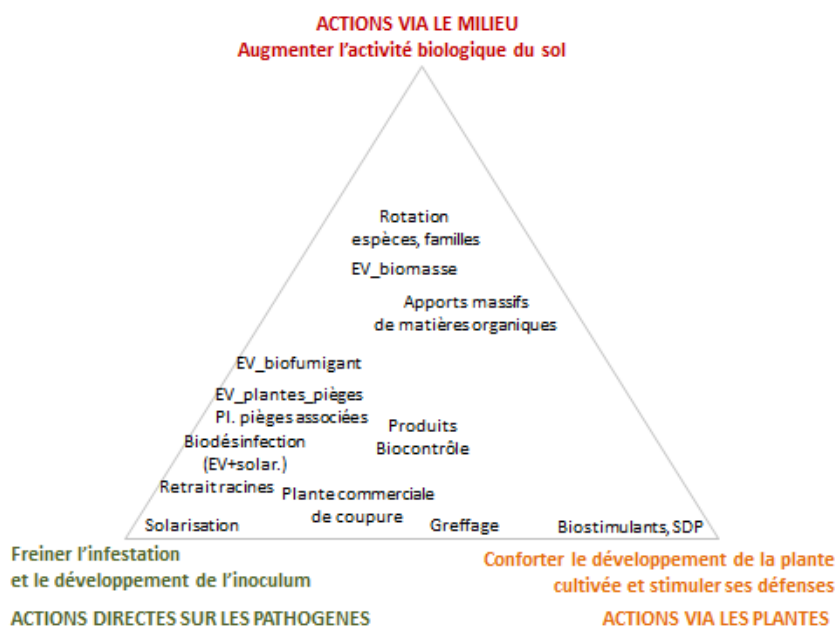 ACTIONS VIA LE MILIEU
Augmenter l'activité biologique du sol
Rotation
espèces, familles
EV_biomasse
Apports massifs
de matières organiques
EV_biofumigant
EV_plantes_pièges
Pl. pièges associées
Produits
Biocontrôle
Biodésinfection
(EV+solar.)
Retrait racines
Plante commerciale
de coupure
Solarisation
Greffage
Biostimulants, SDP
Freiner l'infestation
et le développement de l'inoculum
ACTIONS DIRECTES SUR LES PATHOGENES
Conforter le développement de la plante
cultivée et stimuler ses défenses
ACTIONS VIA LES PLANTES